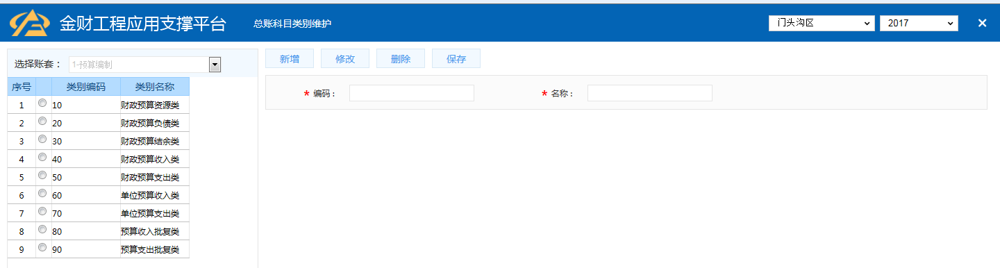 金财工程应用支撑平台 总账科目类别维护 门头沟区 2017
选择账套： 1-预算编制
新增 修改 删除 保存
* 编码： * 名称：
序号 类别编码 类别名称
1 10 财政预算资源类
2 20 财政预算负债类
3 30 财政预算结余类
4 40 财政预算收入类
5 50 财政预算支出类
6 60 单位预算收入类
7 70 单位预算支出类
8 80 预算收入批复类
9 90 预算支出批复类